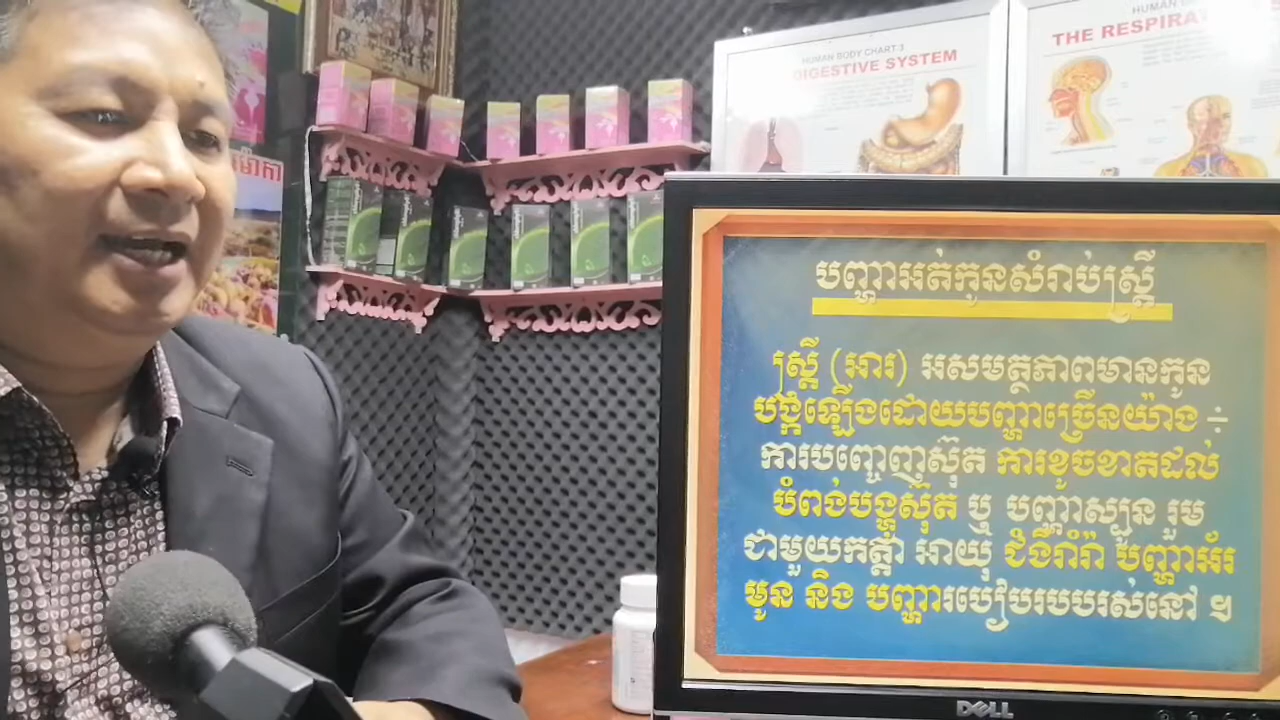 HUMAN BODY CHART-3
DIGESTIVE SYSTEM
HUMAN
THE RESPIRA
បញ្ហាអត់កូនសំរាប់ស្ត្រី
ស្ត្រី (អារ) អសមត្ថភាពមានកូន
បង្កឡើងដោយបញ្ហាច្រើនយ៉ាង ÷
ការបញ្ចេញស៊ុត ការខូចខាតដល់
បំពង់បង្ហូស៊ុត ឬ បញ្ហាស្បូន រួម
ជាមួយកត្តា អាយុ ជំងឺរ៉ាំរ៉ៃ បញ្ហាអ័រ
មូន និង បញ្ហារបៀបរបបរស់នៅ ។
DELL